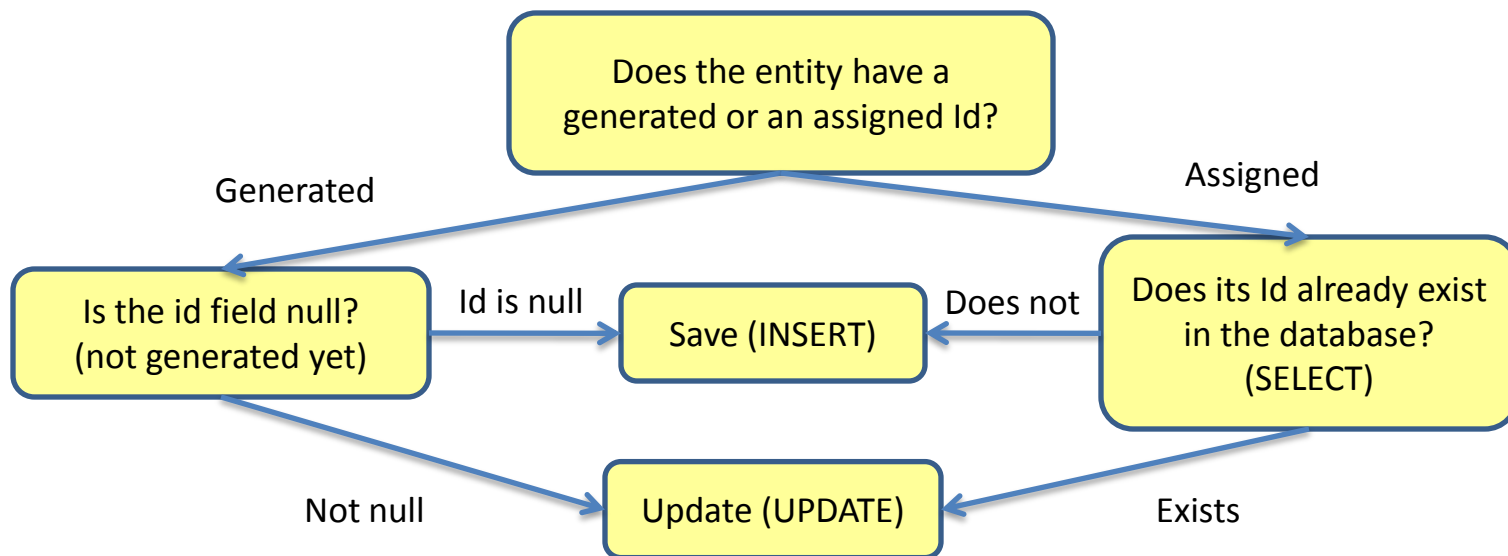 Does the entity have a
generated or an assigned Id?
Generated
Assigned
Is the id field null?
(not generated yet)
Id is null
Save (INSERT)
Does not
Does its Id already exist
in the database?
(SELECT)
Not null
Update (UPDATE)
Exists